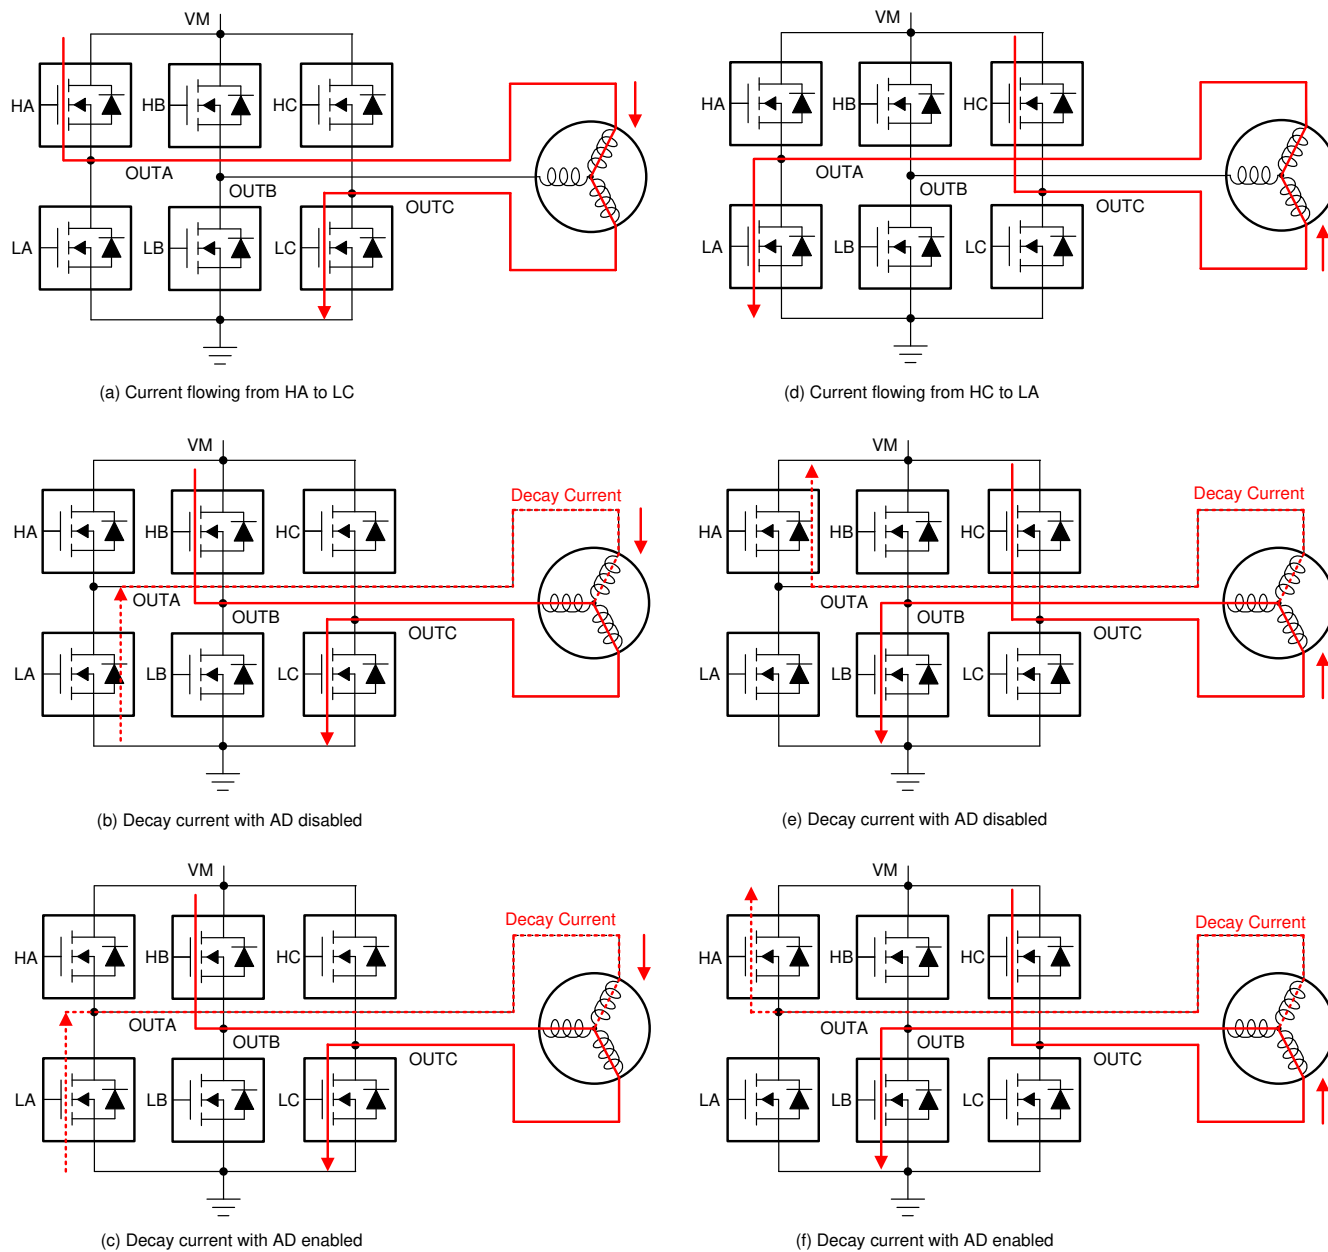 VM
HA
HB
HC
OUTA
OUTB
OUTC
LA
LB
LC
(a) Current flowing from HA to LC
VM
HA
HB
HC
OUTA
OUTB
OUTC
LA
LB
LC
(d) Current flowing from HC to LA
VM
Decay Current
HA
HB
HC
OUTA
OUTB
OUTC
LA
LB
LC
(b) Decay current with AD disabled
VM
Decay Current
HA
HB
HC
OUTA
OUTB
OUTC
LA
LB
LC
(e) Decay current with AD disabled
VM
Decay Current
HA
HB
HC
OUTA
OUTB
OUTC
LA
LB
LC
(c) Decay current with AD enabled
VM
Decay Current
HA
HB
HC
OUTA
OUTB
OUTC
LA
LB
LC
(f) Decay current with AD enabled